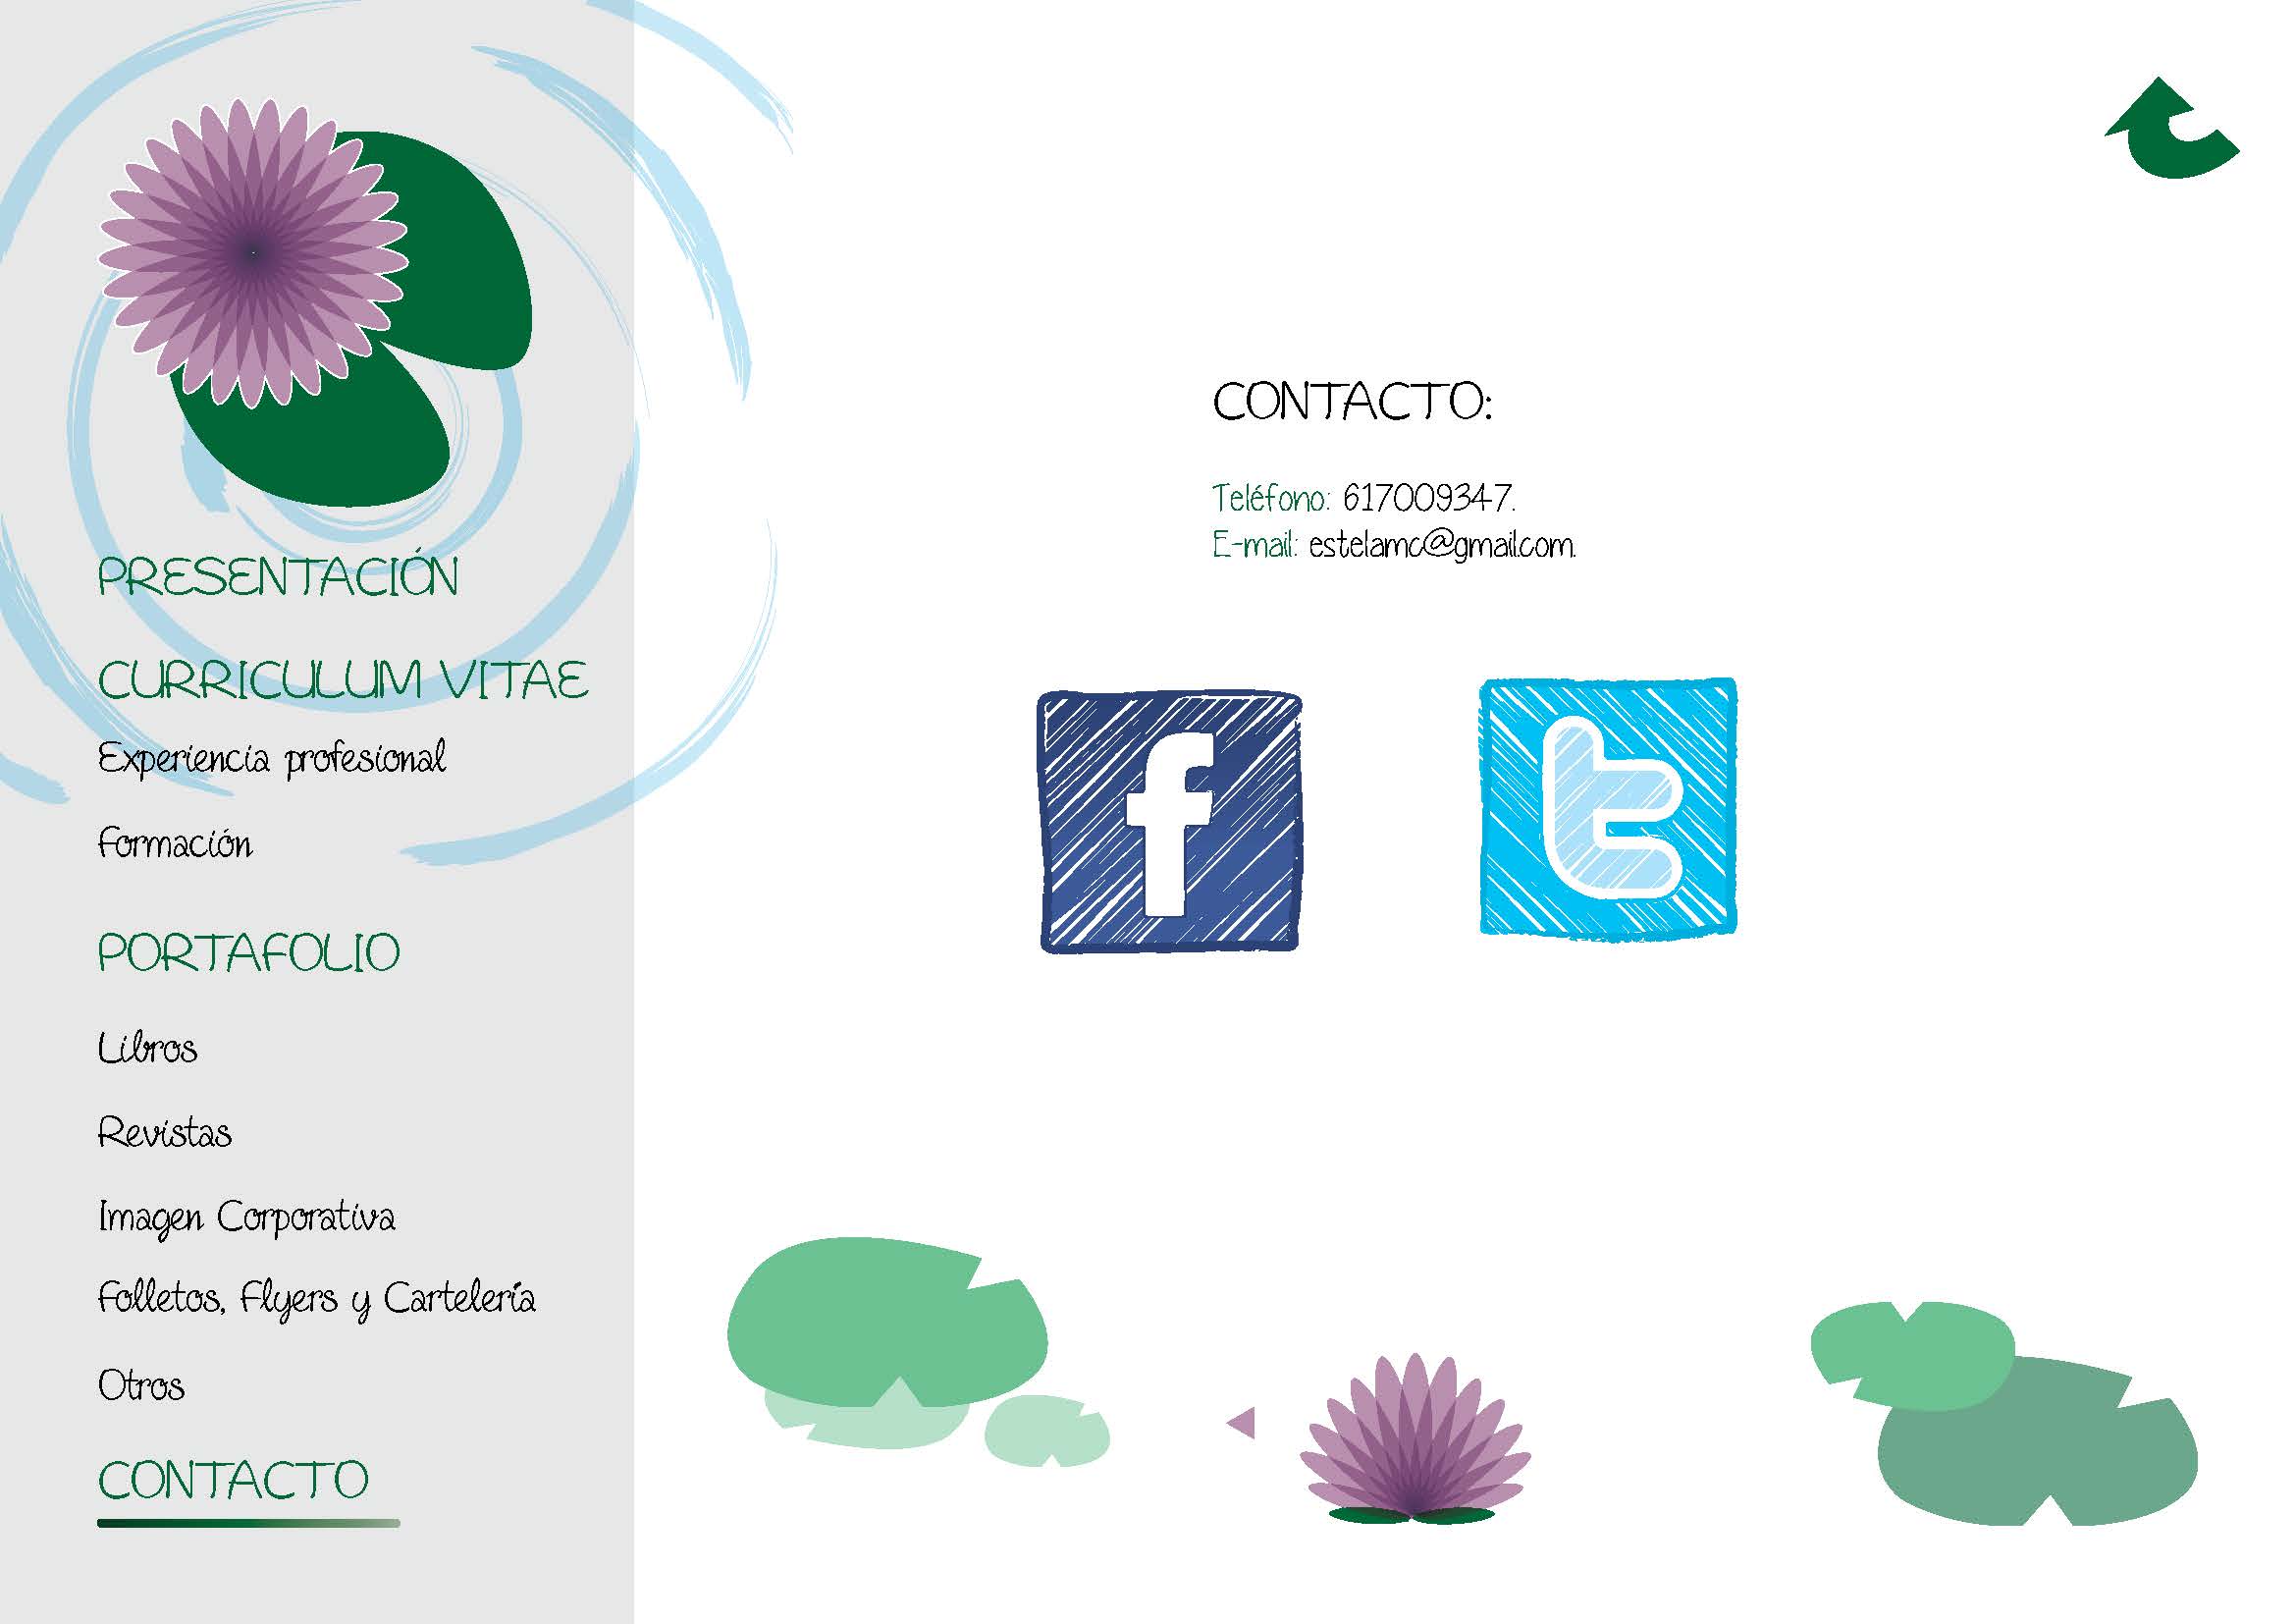 PRESENTACIÓN
CURRICULUM VITAE
Experiencia profesional
Formación
PORTAFOLIO
Libros
Revistas
Imagen Corporativa
Folletos, Flyers y Cartelería
Otros
CONTACTO
CONTACTO:
Teléfono: 617009347.
E-mail: estelamc@gmail.com.
f
t